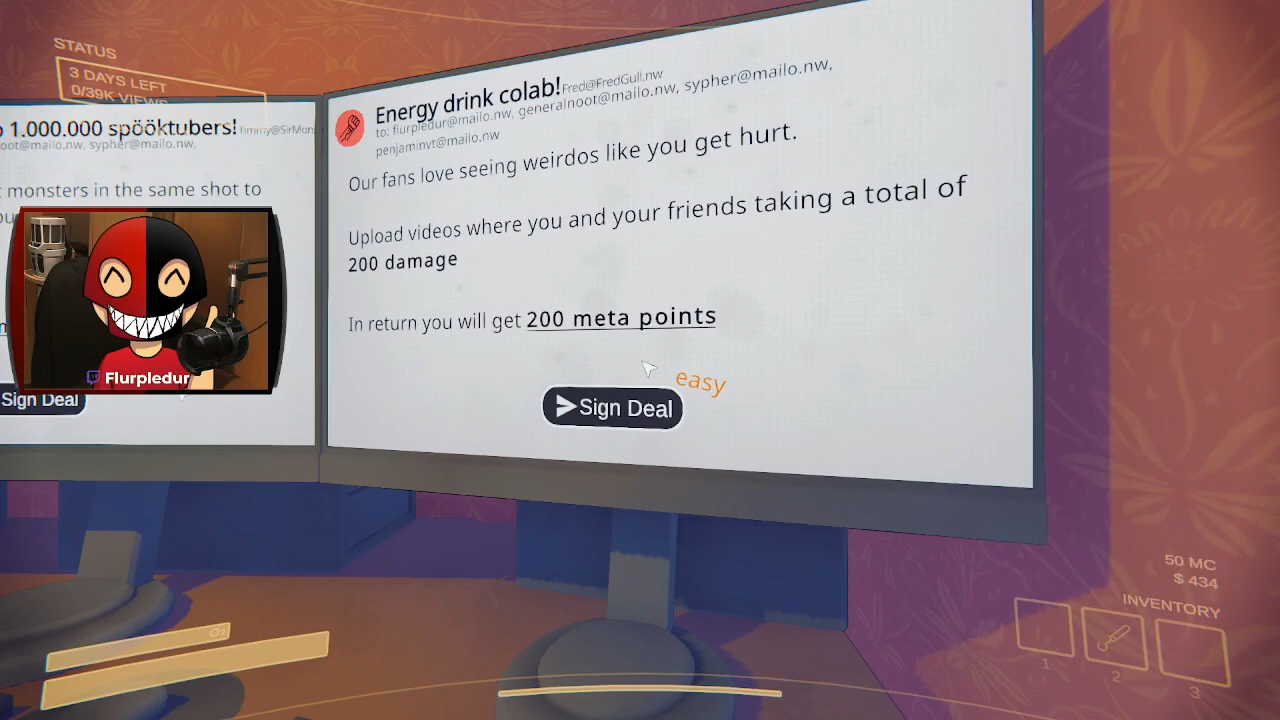 STATUS
3 DAYS LEFT
0/39K VIEWS
1.000.000 spööktubers!
sypher@mailo.nw,
monsters in the same shot to
Sign Deal
Flurpledur
Energy drink colab! Fred@FredGull.nw
to: flurpledur@mailo.nw, generalnoot@mailo.nw, sypher@mailo.nw,
penjaminvt@mailo.nw
Our fans love seeing weirdos like you get hurt.
Upload videos where you and your friends taking a total of
200 damage
In return you will get 200 meta points
easy
Sign Deal
50 MC
$ 434
INVENTORY
1
2
3